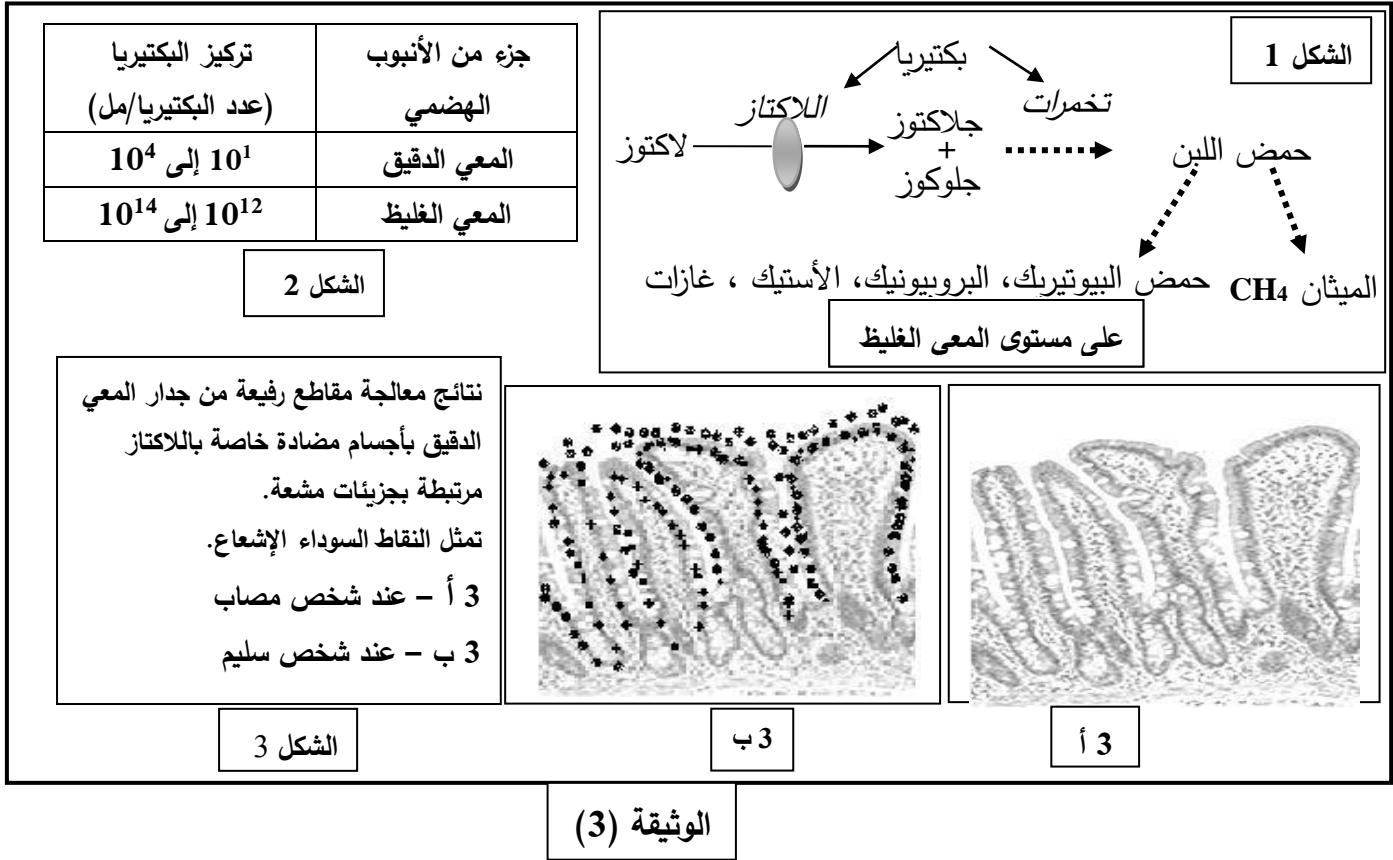 الشكل 1
بكتيريا
اللاكتاز
تخمرات
لاكتوز
جلاكتوز
+
جلوكوز
حمض اللبن
الميثان CH4
حمض البيوتيريك، البروبيونيك، الأستيك ، غازات
على مستوى المعي الغليظ
جزء من الأنبوب الهضمي
تركيز البكتيريا (عدد البكتيريا/مل)
المعي الدقيق
10¹ إلى 10⁴
المعي الغليظ
10¹² إلى 10¹⁴
الشكل 2
3 أ
3 ب
نتائج معالجة مقاطع رفيعة من جدار المعي
الدقيق بأجسام مضادة خاصة باللاكتاز
مرتبطة بجزيئات مشعة.
تمثل النقاط السوداء الإشعاع.
3 أ – عند شخص مصاب
3 ب – عند شخص سليم
الشكل 3
الوثيقة (3)